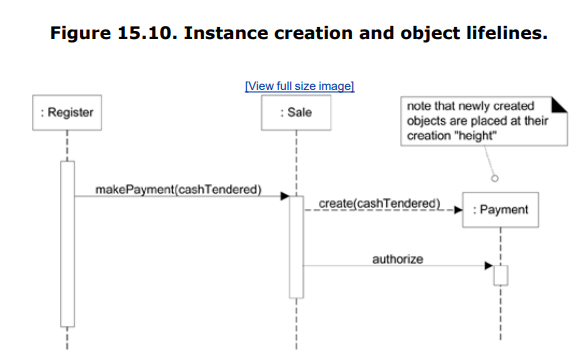 Figure 15.10. Instance creation and object lifelines.
[View full size image]
: Register
: Sale
note that newly created
objects are placed at their
creation "height"
makePayment(cashTendered)
create(cashTendered)
: Payment
authorize